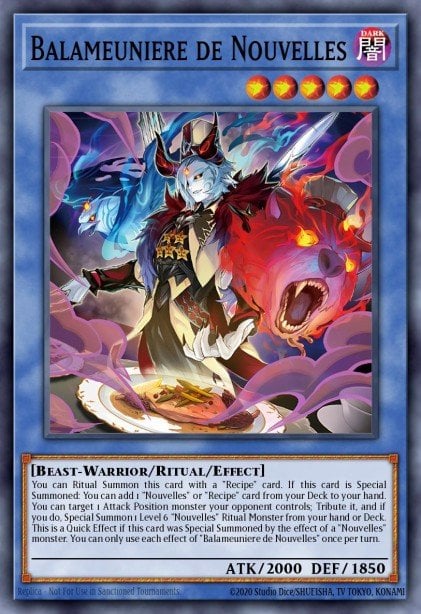 BALAMEUNIERE DE NOUVELLES
DARK
闇
[BEAST-WARRIOR/RITUAL/EFFECT]
You can Ritual Summon this card with a "Recipe" card. If this card is Special
Summoned: You can add 1 "Nouvelles" or "Recipe" card from your Deck to your hand.
You can target 1 Attack Position monster your opponent controls; Tribute it, and if
you do, Special Summon 1 Level 6 "Nouvelles" Ritual Monster from your hand or Deck.
This is a Quick Effect if this card was Special Summoned by the effect of a "Nouvelles"
monster. You can only use each effect of "Balameuniere de Nouvelles" once per turn.
ATK/2000 DEF/1850
Replica - Not For Use in Sanctioned Tournaments.
©2020 Studio Dice/SHUEISHA, TV TOKYO, KONAMI